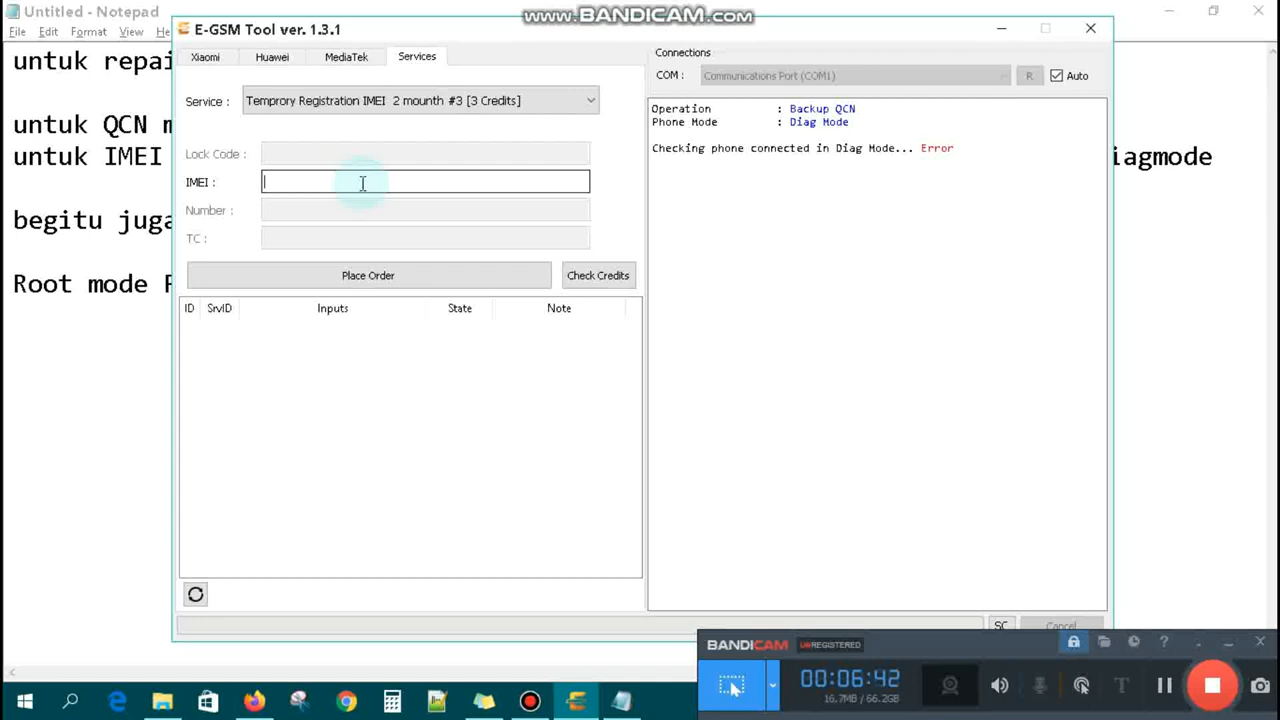 www.BANDICAM.com
Untitled - Notepad
File Edit Format View
untuk repai
untuk QCN m
untuk IMEI
iagmode
begitu juga
Root mode
E-GSM Tool ver. 1.3.1
Xiaomi Huawei MediaTek Services
Service : Temprory Registration IMEI 2 mounth #3 [3 Credits]
Lock Code :
IMEI :
Number :
TC :
Place Order Check Credits
ID SrvID Inputs State Note
Connections
COM : Communications Port (COM1) R Auto
Operation : Backup QCN
Phone Mode : Diag Mode
Checking phone connected in Diag Mode... Error
SC Cancel
BANDICAM UNREGISTERED
00:06:42
16.7MB / 66.2GB